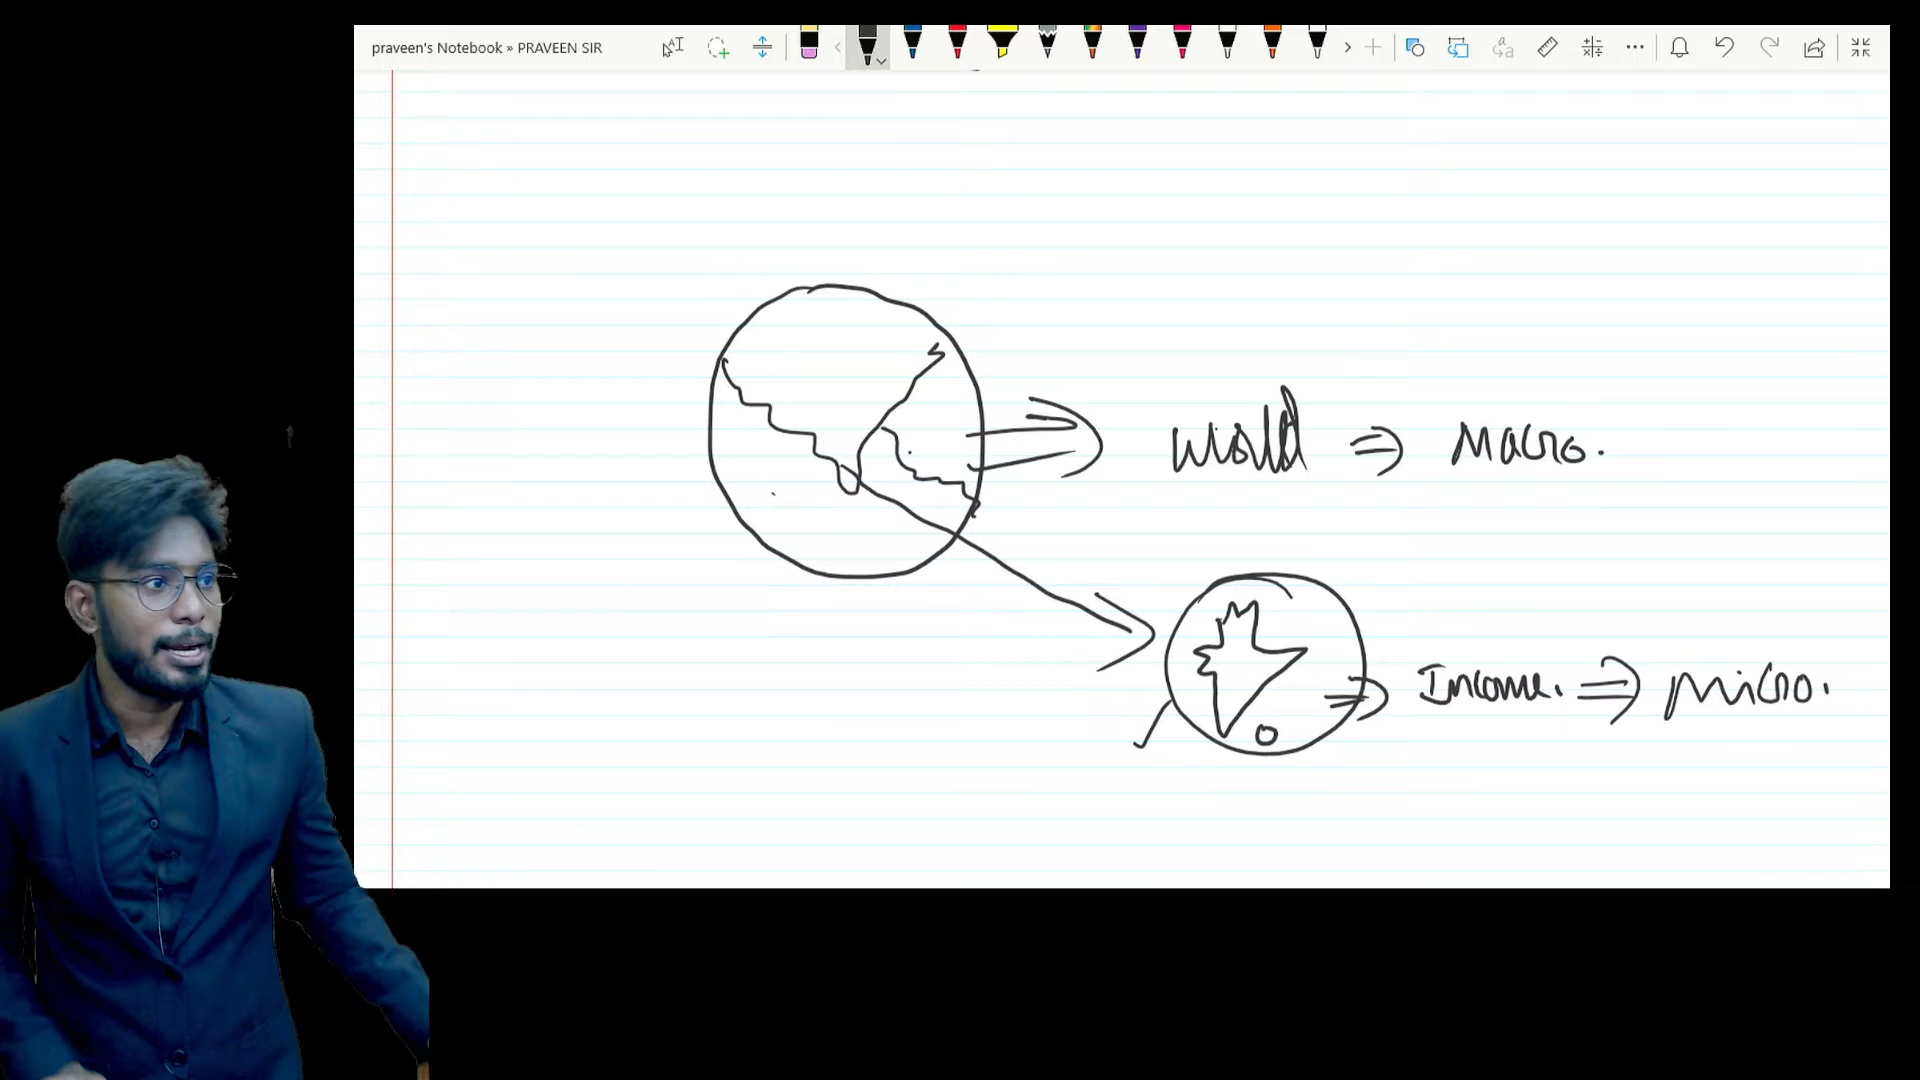 praveen's Notebook » PRAVEEN SIR
World ⇒ Macro.
Income. ⇒ Micro.